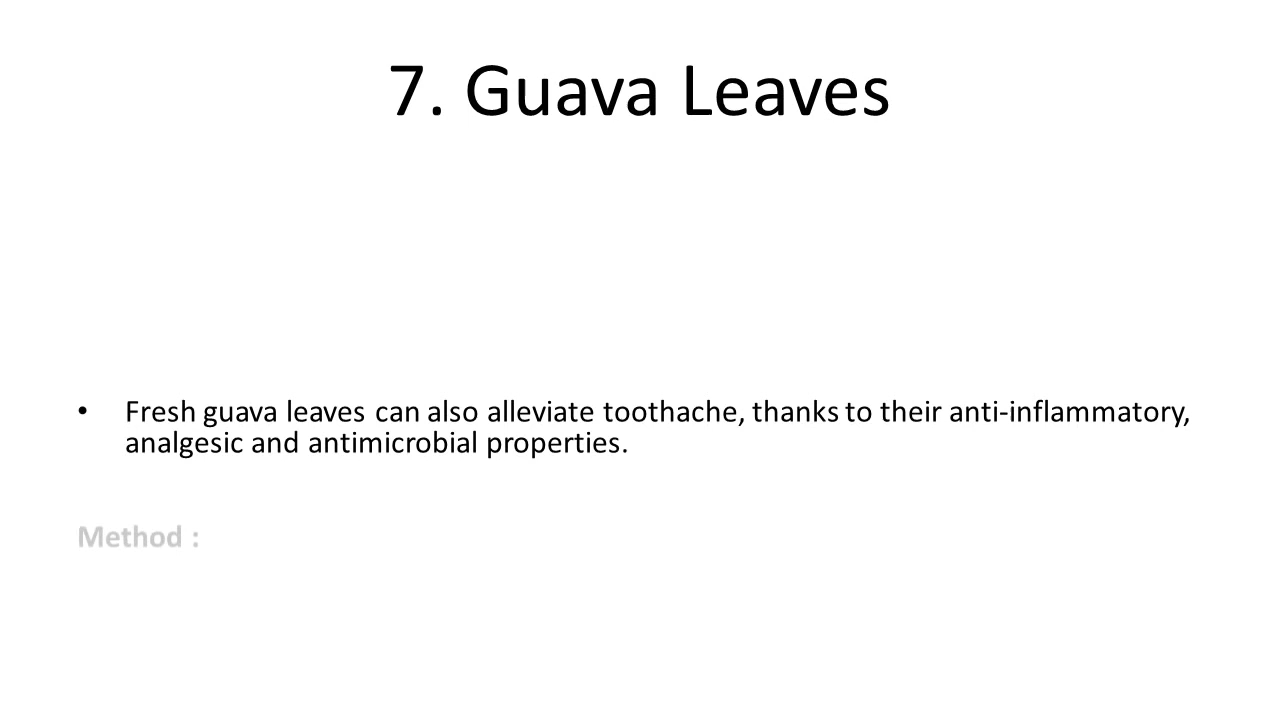 7. Guava Leaves
• Fresh guava leaves can also alleviate toothache, thanks to their anti-inflammatory,
analgesic and antimicrobial properties.
Method :